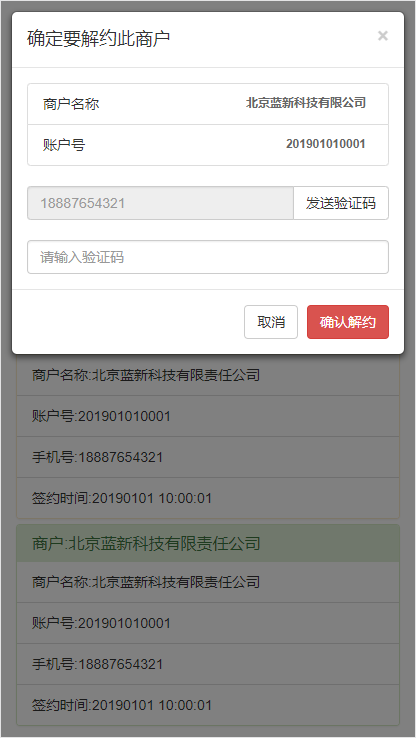 确定要解约此商户
×
商户名称 北京蓝新科技有限公司
账户号 201901010001
18887654321 发送验证码
请输入验证码
取消 确认解约
商户名称:北京蓝新科技有限责任公司
账户号:201901010001
手机号:18887654321
签约时间:20190101 10:00:01
商户:北京蓝新科技有限责任公司
商户名称:北京蓝新科技有限责任公司
账户号:201901010001
手机号:18887654321
签约时间:20190101 10:00:01